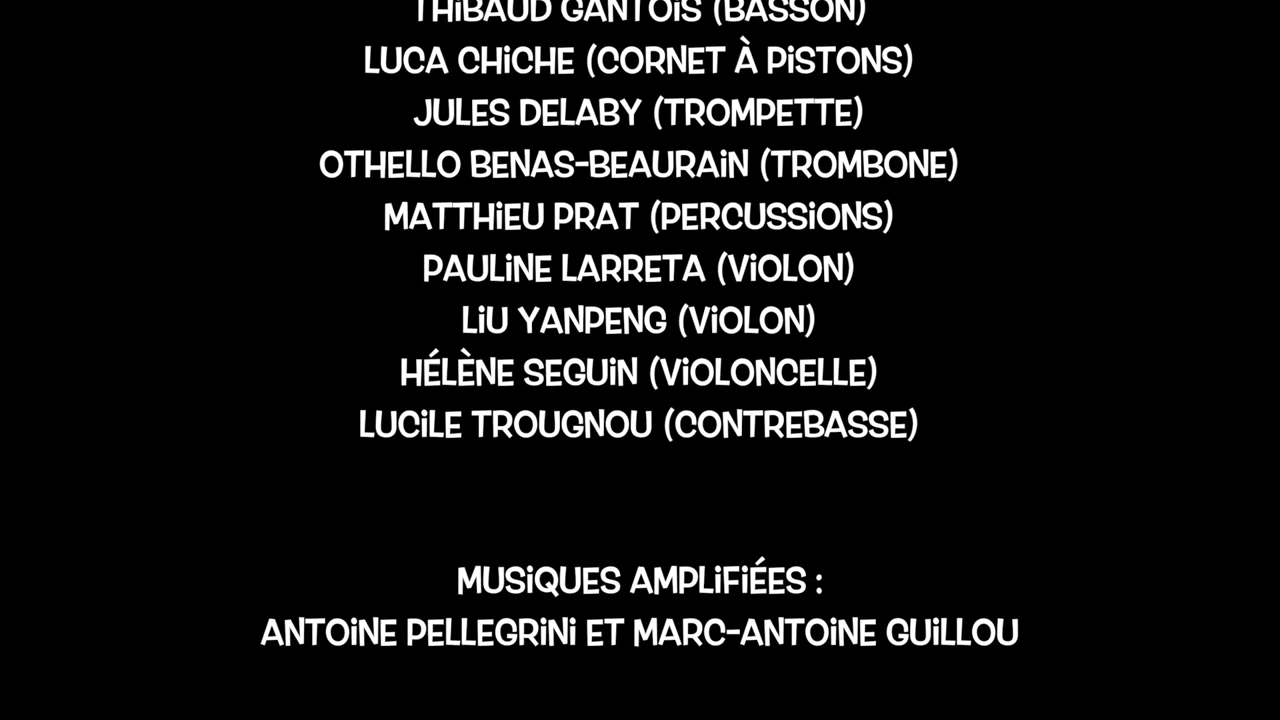 THiBAUD GANTOiS (BASSON)
LUCA CHiCHE (CORNET À PiSTONS)
JULES DELABY (TROMPETTE)
OTHELLO BENAS-BEAURAiN (TROMBONE)
MATTHiEU PRAT (PERCUSSiONS)
PAULiNE LARRETA (ViOLON)
LiU YANPENG (ViOLON)
HÉLÈNE SEGUiN (ViOLONCELLE)
LUCiLE TROUGNOU (CONTREBASSE)
MUSiQUES AMPLiFiÉES :
ANTOiNE PELLEGRiNi ET MARC-ANTOiNE GUiLLOU